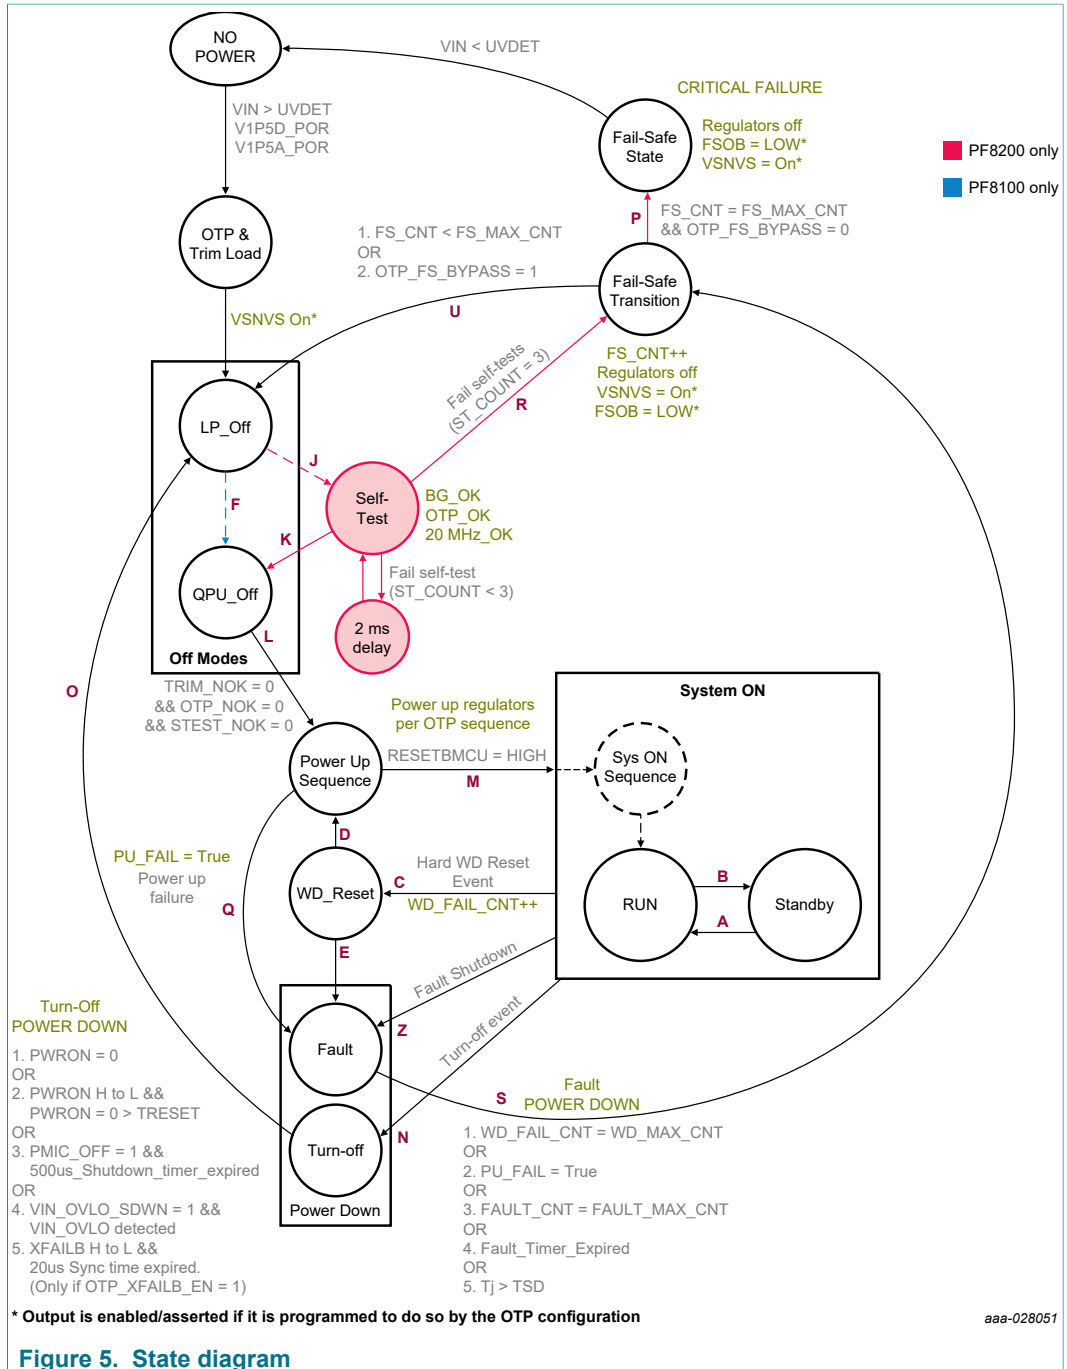 NO
POWER
VIN < UVDET
VIN > UVDET
V1P5D_POR
V1P5A_POR
CRITICAL FAILURE
Regulators off
FSOB = LOW*
VSNVS = On*
Fail-Safe
State
PF8200 only
PF8100 only
P
FS_CNT = FS_MAX_CNT
&& OTP_FS_BYPASS = 0
OTP &
Trim Load
1. FS_CNT < FS_MAX_CNT
OR
2. OTP_FS_BYPASS = 1
Fail-Safe
Transition
U
VSNVS On*
FS_CNT++
Regulators off
VSNVS = On*
FSOB = LOW*
Fail self-tests
(ST_COUNT = 3)
R
LP_Off
J
F
Self-
Test
BG_OK
OTP_OK
20 MHz_OK
K
QPU_Off
Fail self-test
(ST_COUNT < 3)
2 ms
delay
L
Off Modes
O
TRIM_NOK = 0
&& OTP_NOK = 0
&& STEST_NOK = 0
Power up regulators
per OTP sequence
System ON
Power Up
Sequence
RESETBMCU = HIGH
M
Sys ON
Sequence
D
PU_FAIL = True
Power up
failure
Q
WD_Reset
C
Hard WD Reset
Event
WD_FAIL_CNT++
RUN
B
A
Standby
E
Fault Shutdown
Z
Turn-off event
N
Fault
Turn-off
Power Down
S
Fault
POWER DOWN
1. WD_FAIL_CNT = WD_MAX_CNT
OR
2. PU_FAIL = True
OR
3. FAULT_CNT = FAULT_MAX_CNT
OR
4. Fault_Timer_Expired
OR
5. Tj > TSD
Turn-Off
POWER DOWN
1. PWRON = 0
OR
2. PWRON H to L &&
PWRON = 0 > TRESET
OR
3. PMIC_OFF = 1 &&
500us_Shutdown_timer_expired
OR
4. VIN_OVLO_SDWN = 1 &&
VIN_OVLO detected
5. XFAILB H to L &&
20us Sync time expired.
(Only if OTP_XFAILB_EN = 1)
* Output is enabled/asserted if it is programmed to do so by the OTP configuration
aaa-028051
Figure 5. State diagram